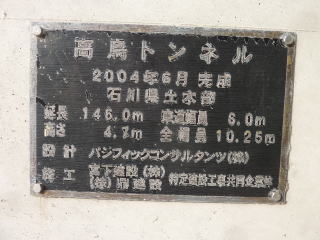 高鳥トンネル
2004年6月 完成
石川県土木部
延長 146.0m 車道幅員 6.0m
高さ 4.7m 全幅員 10.25m
設計 パシフィックコンサルタンツ(株)
施工 宮下建設(株) 特定建設工事共同企業体
(株)鼎建設